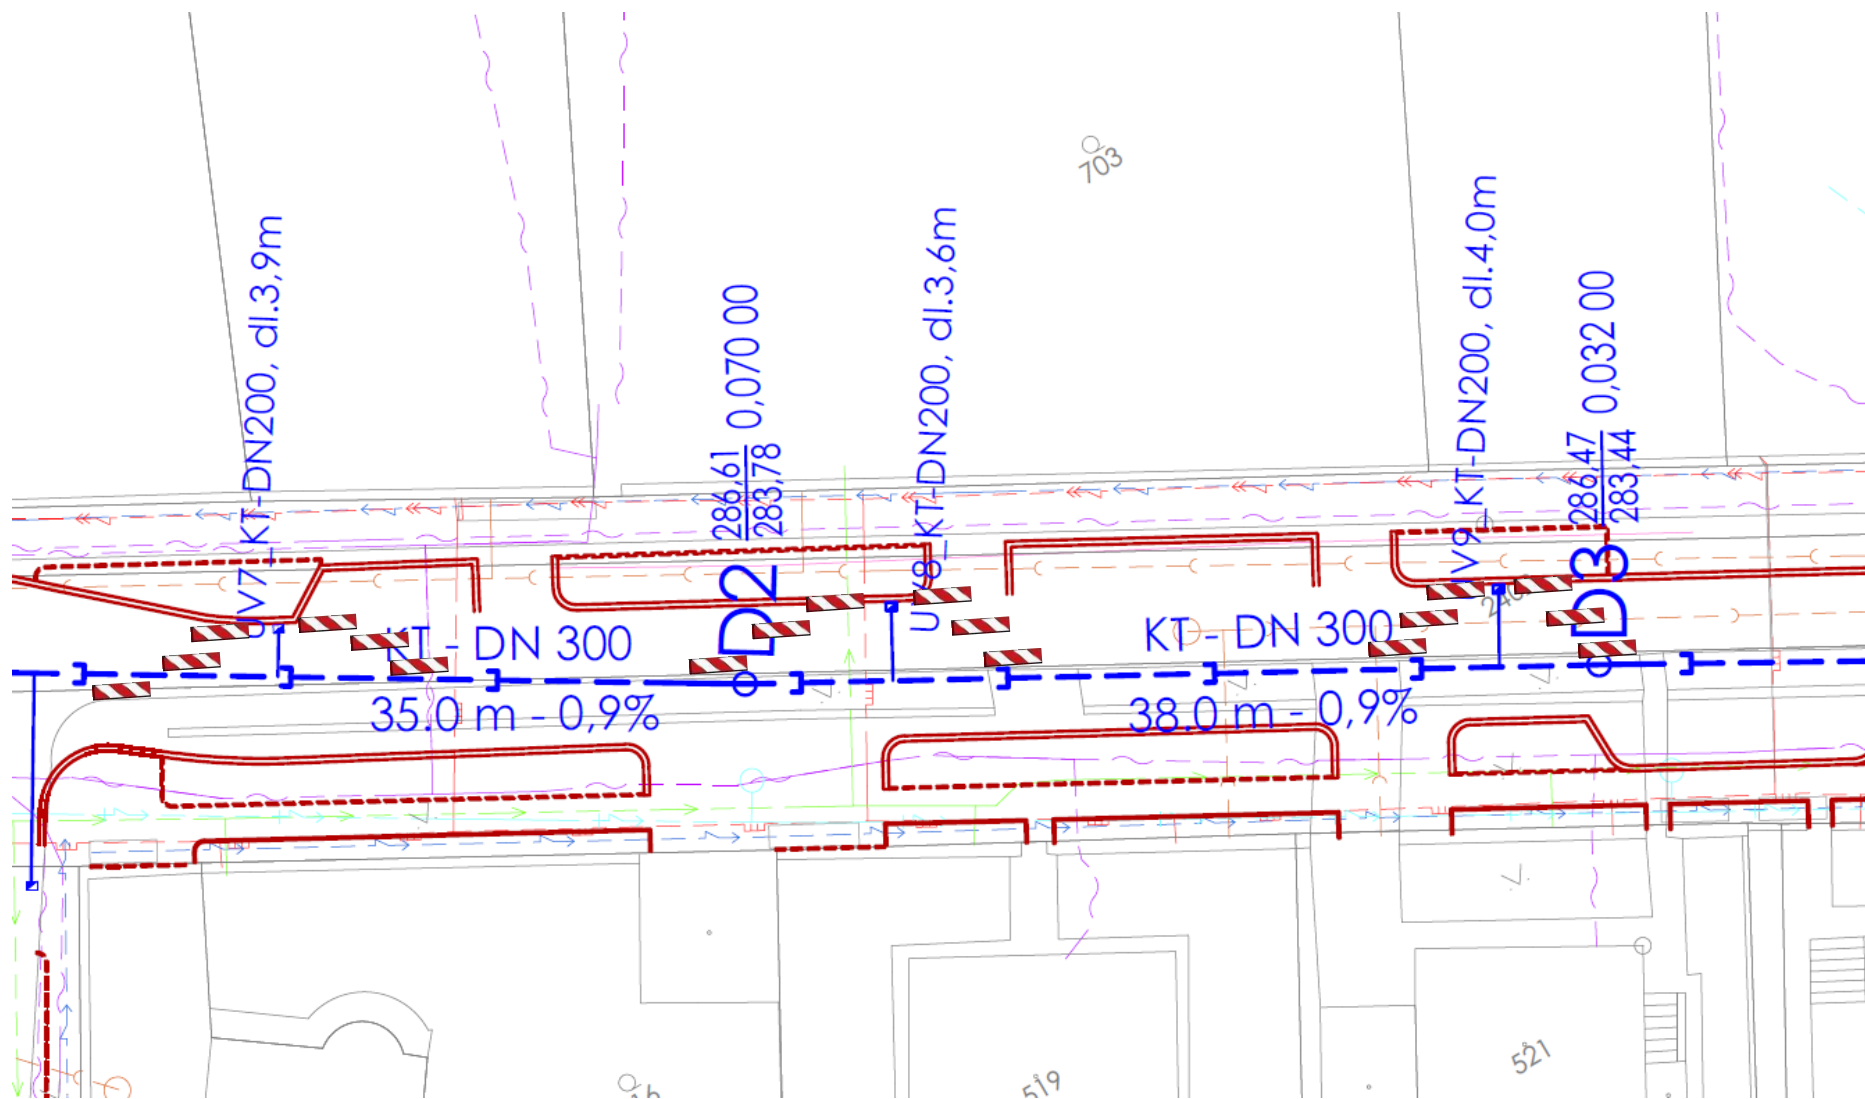 703
UV7_KT-DN200, dl.3,9m
286,61
283,78
0,070 00
D2
UV8_KT-DN200, dl.3,6m
UV9_KT-DN200, dl.4,0m
286,47
283,44
0,032 00
D3
KT - DN 300
35.0 m - 0,9%
KT - DN 300
38.0 m - 0,9%
519
521